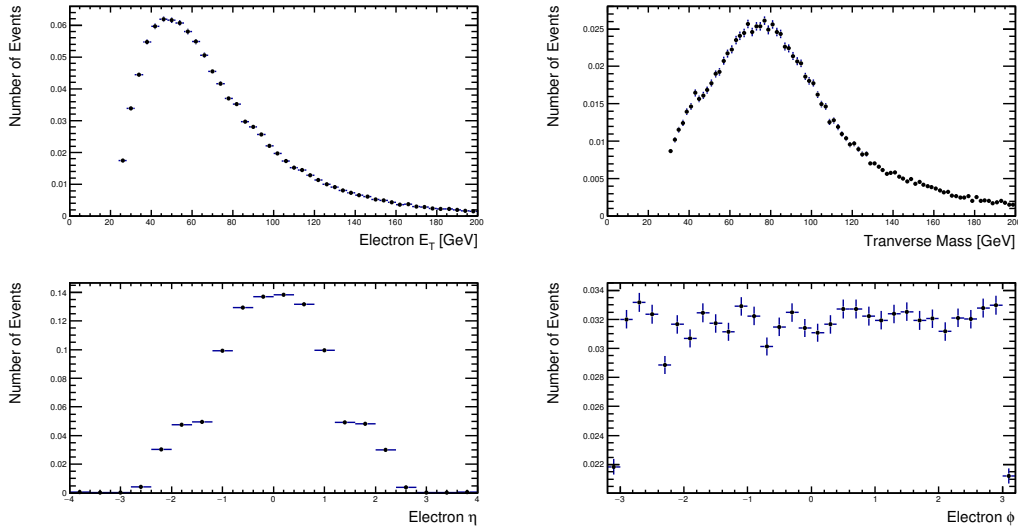 Number of Events
0.06
0.05
0.04
0.03
0.02
0.01
0
0 20 40 60 80 100 120 140 160 180 200
Electron E_T [GeV]
Number of Events
0.025
0.02
0.015
0.01
0.005
0
0 20 40 60 80 100 120 140 160 180 200
Tranverse Mass [GeV]
Number of Events
0.14
0.12
0.1
0.08
0.06
0.04
0.02
0
−4 −3 −2 −1 0 1 2 3 4
Electron η
Number of Events
0.034
0.032
0.03
0.028
0.026
0.024
0.022
−3 −2 −1 0 1 2 3
Electron ϕ